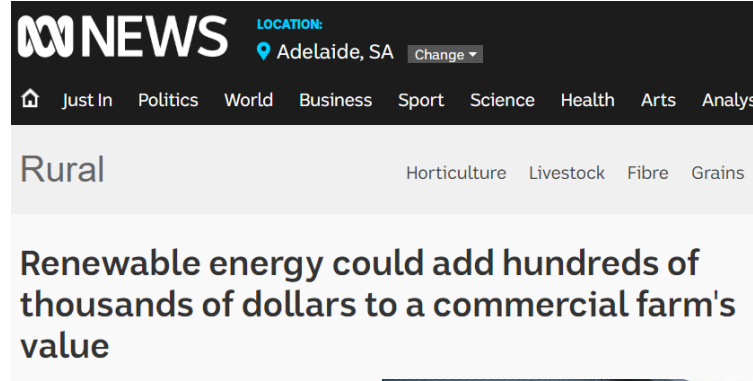 NEWS
LOCATION:
Adelaide, SA Change
Just In Politics World Business Sport Science Health Arts Analys
Rural
Horticulture Livestock Fibre Grains
Renewable energy could add hundreds of
thousands of dollars to a commercial farm's
value